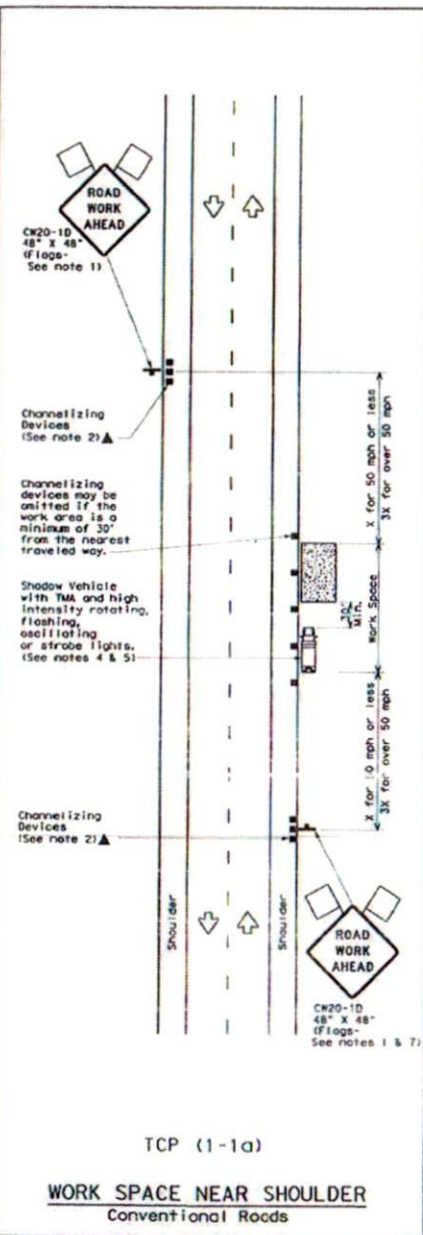 ROAD
WORK
AHEAD
CW20-1D
48" X 48"
(Flags-
See note 1)
Channelizing
Devices
(See note 2)▲
X for 50 mph or less
3X for over 50 mph
Channelizing
devices may be
omitted if the
work area is a
minimum of 30'
from the nearest
traveled way.
Shadow Vehicle
with TMA and high
intensity rotating,
flashing,
oscillating
or strobe lights.
(See notes 4 & 5)
30'
Min.
Work Space
X for 50 mph or less
3X for over 50 mph
Channelizing
Devices
(See note 2)▲
Shoulder
Shoulder
ROAD
WORK
AHEAD
CW20-1D
48" X 48"
(Flags-
See notes 1 & 7)
TCP (1-1a)
WORK SPACE NEAR SHOULDER
Conventional Roads